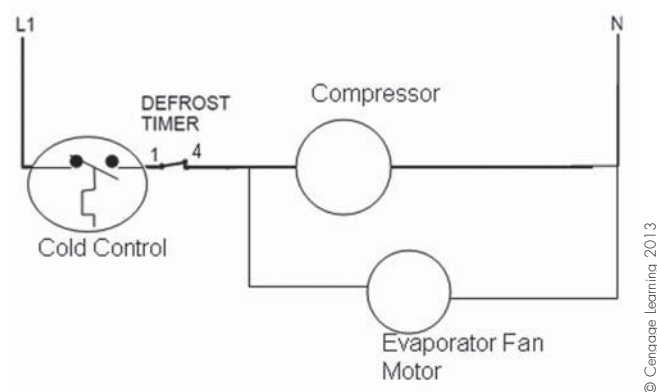 L1
N
DEFROST
TIMER
Compressor
1
4
Cold Control
Evaporator Fan
Motor
© Cengage Learning 2013